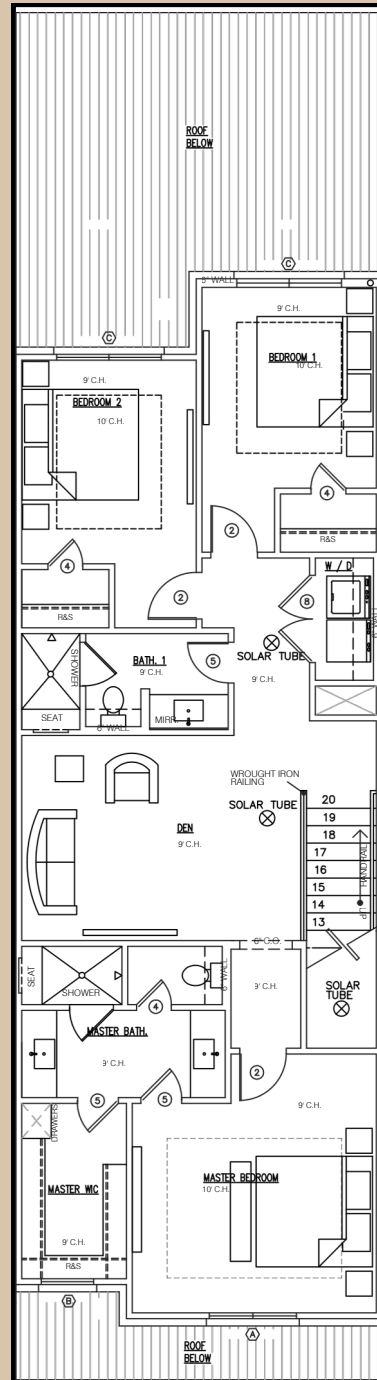 ROOF
BELOW
C
6" WALL
9' C.H.
C
BEDROOM 1
10' C.H.
9' C.H.
BEDROOM 2
10' C.H.
4
R&S
2
4
W / D
8
2
R&S
6" WALL
SHOWER
BATH. 1
9' C.H.
5
SOLAR TUBE
9' C.H.
SEAT
MIRR.
6" WALL
WROUGHT IRON
RAILING
20
SOLAR TUBE
19
18
DEN
9' C.H.
17
16
15
14
13
HANDRAIL
UP
6" C.O.
SEAT
SHOWER
6" WALL
9' C.H.
SOLAR
TUBE
4
MASTER BATH.
9' C.H.
2
5
5
9' C.H.
DRAWERS
MASTER WIC
MASTER BEDROOM
10' C.H.
9' C.H.
R&S
B
A
ROOF
BELOW